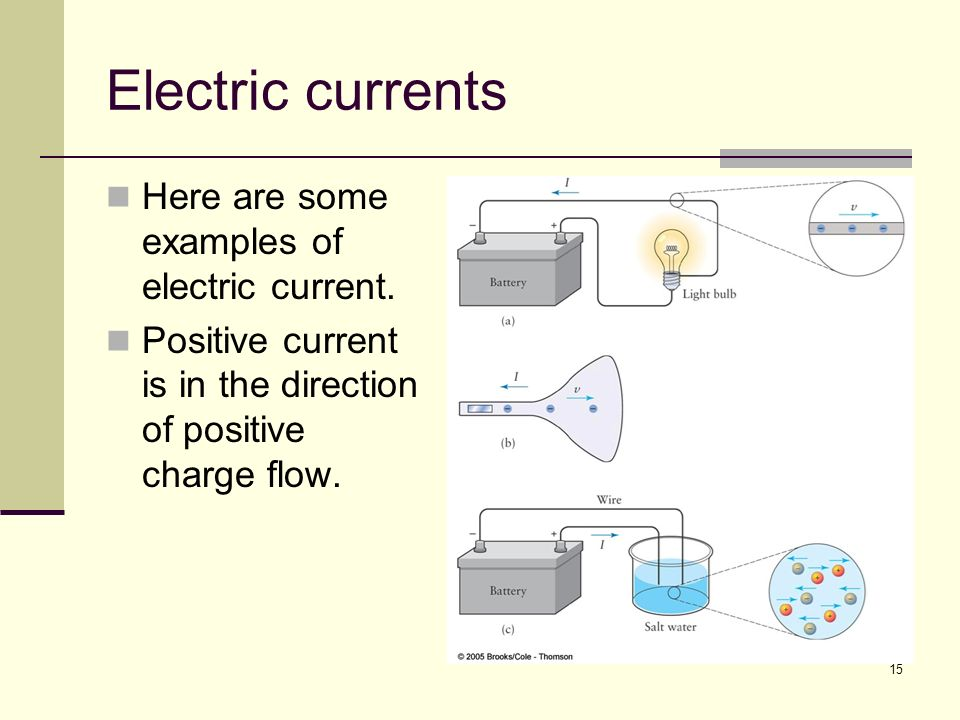 Electric currents
Here are some
examples of
electric current.
Positive current
is in the direction
of positive
charge flow.
I
v
− +
Battery
Light bulb
(a)
I
v
(b)
Wire
− +
I
Battery
Salt water
(c)
© 2005 Brooks/Cole - Thomson
15